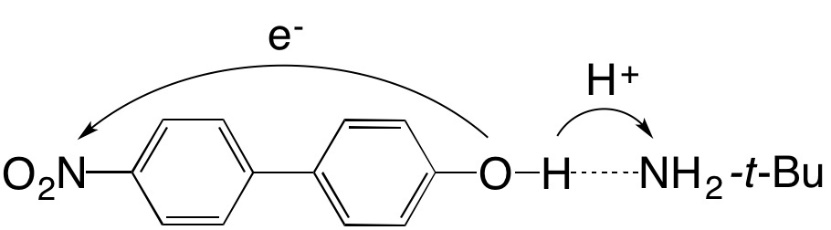 e-
H+
O2N O H NH2-t-Bu